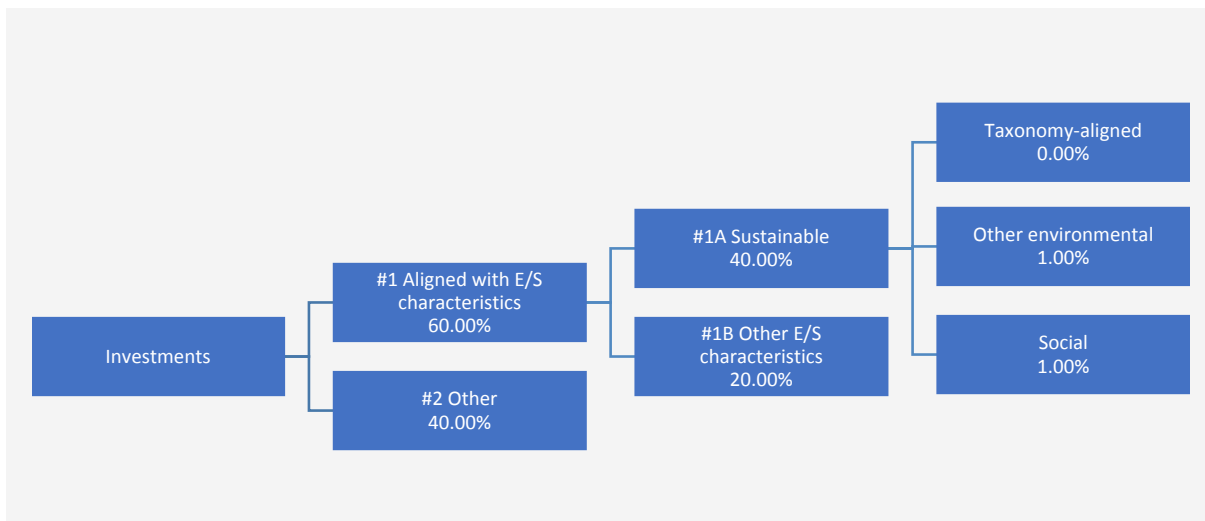 Investments
#1 Aligned with E/S
characteristics
60.00%
#2 Other
40.00%
#1A Sustainable
40.00%
#1B Other E/S
characteristics
20.00%
Taxonomy-aligned
0.00%
Other environmental
1.00%
Social
1.00%